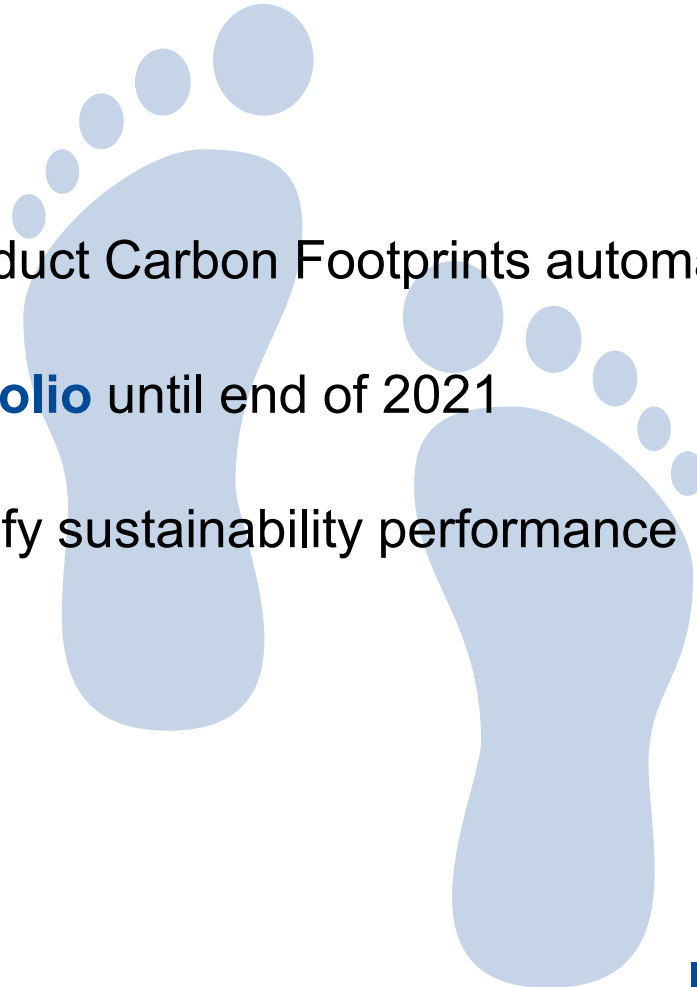 duct Carbon Footprints automa
olio until end of 2021
fy sustainability performance